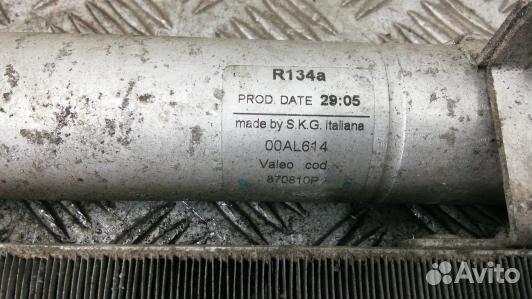 R134a
PROD. DATE 29:05
made by S.K.G. italiana
00AL614
Valeo cod
870810P
Avito